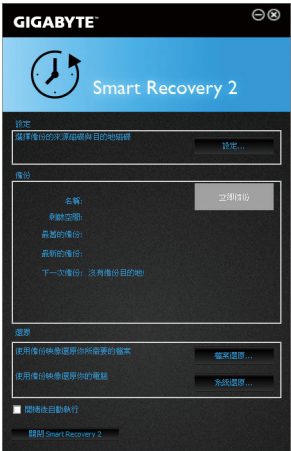 GIGABYTE™
Smart Recovery 2
設定
選擇備份的來源磁碟與目的地磁碟
設定...
備份
立即備份
名稱:
剩餘空間:
最舊的備份:
最新的備份:
下一次備份: 沒有備份目的地!
還原
使用備份映像還原你所需要的檔案
檔案還原...
使用備份映像還原你的電腦
系統還原...
開機後自動執行
關閉 Smart Recovery 2